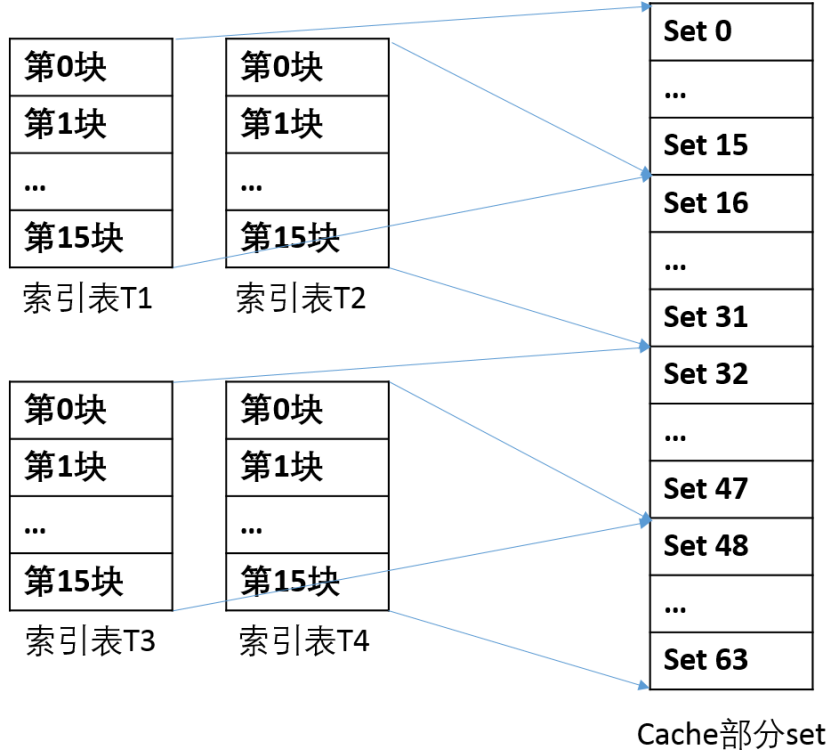 第0块
第1块
...
第15块
索引表T1
第0块
第1块
...
第15块
索引表T2
第0块
第1块
...
第15块
索引表T3
第0块
第1块
...
第15块
索引表T4
Set 0
...
Set 15
Set 16
...
Set 31
Set 32
...
Set 47
Set 48
...
Set 63
Cache部分set